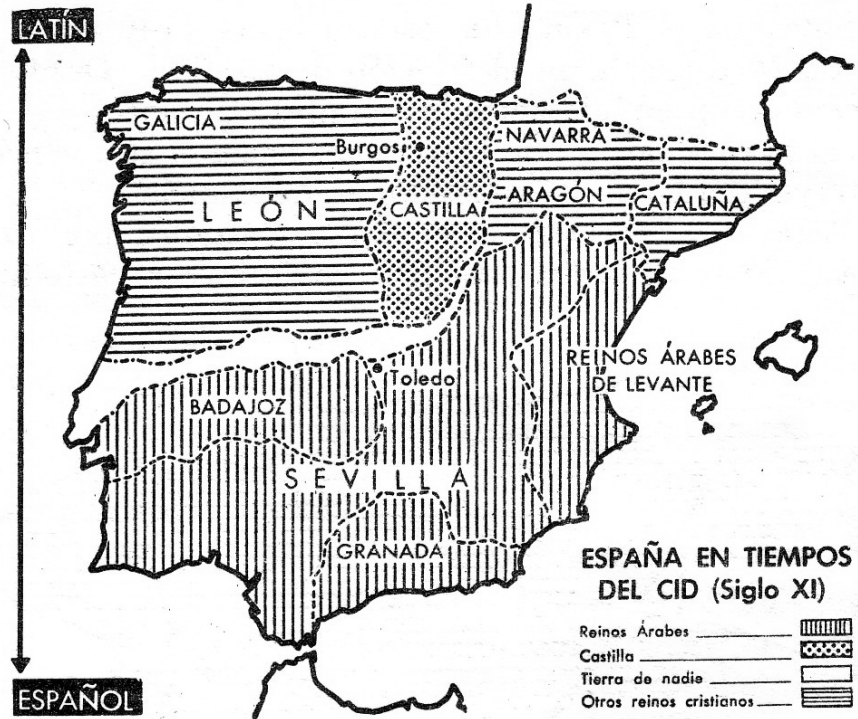 LATÍN
GALICIA
NAVARRA
Burgos
LEÓN
CASTILLA
ARAGÓN
CATALUÑA
REINOS ÁRABES
DE LEVANTE
Toledo
BADAJOZ
SEVILLA
GRANADA
ESPAÑA EN TIEMPOS
DEL CID (Siglo XI)
Reinos Árabes
Castilla
Tierra de nadie
Otros reinos cristianos
ESPAÑOL